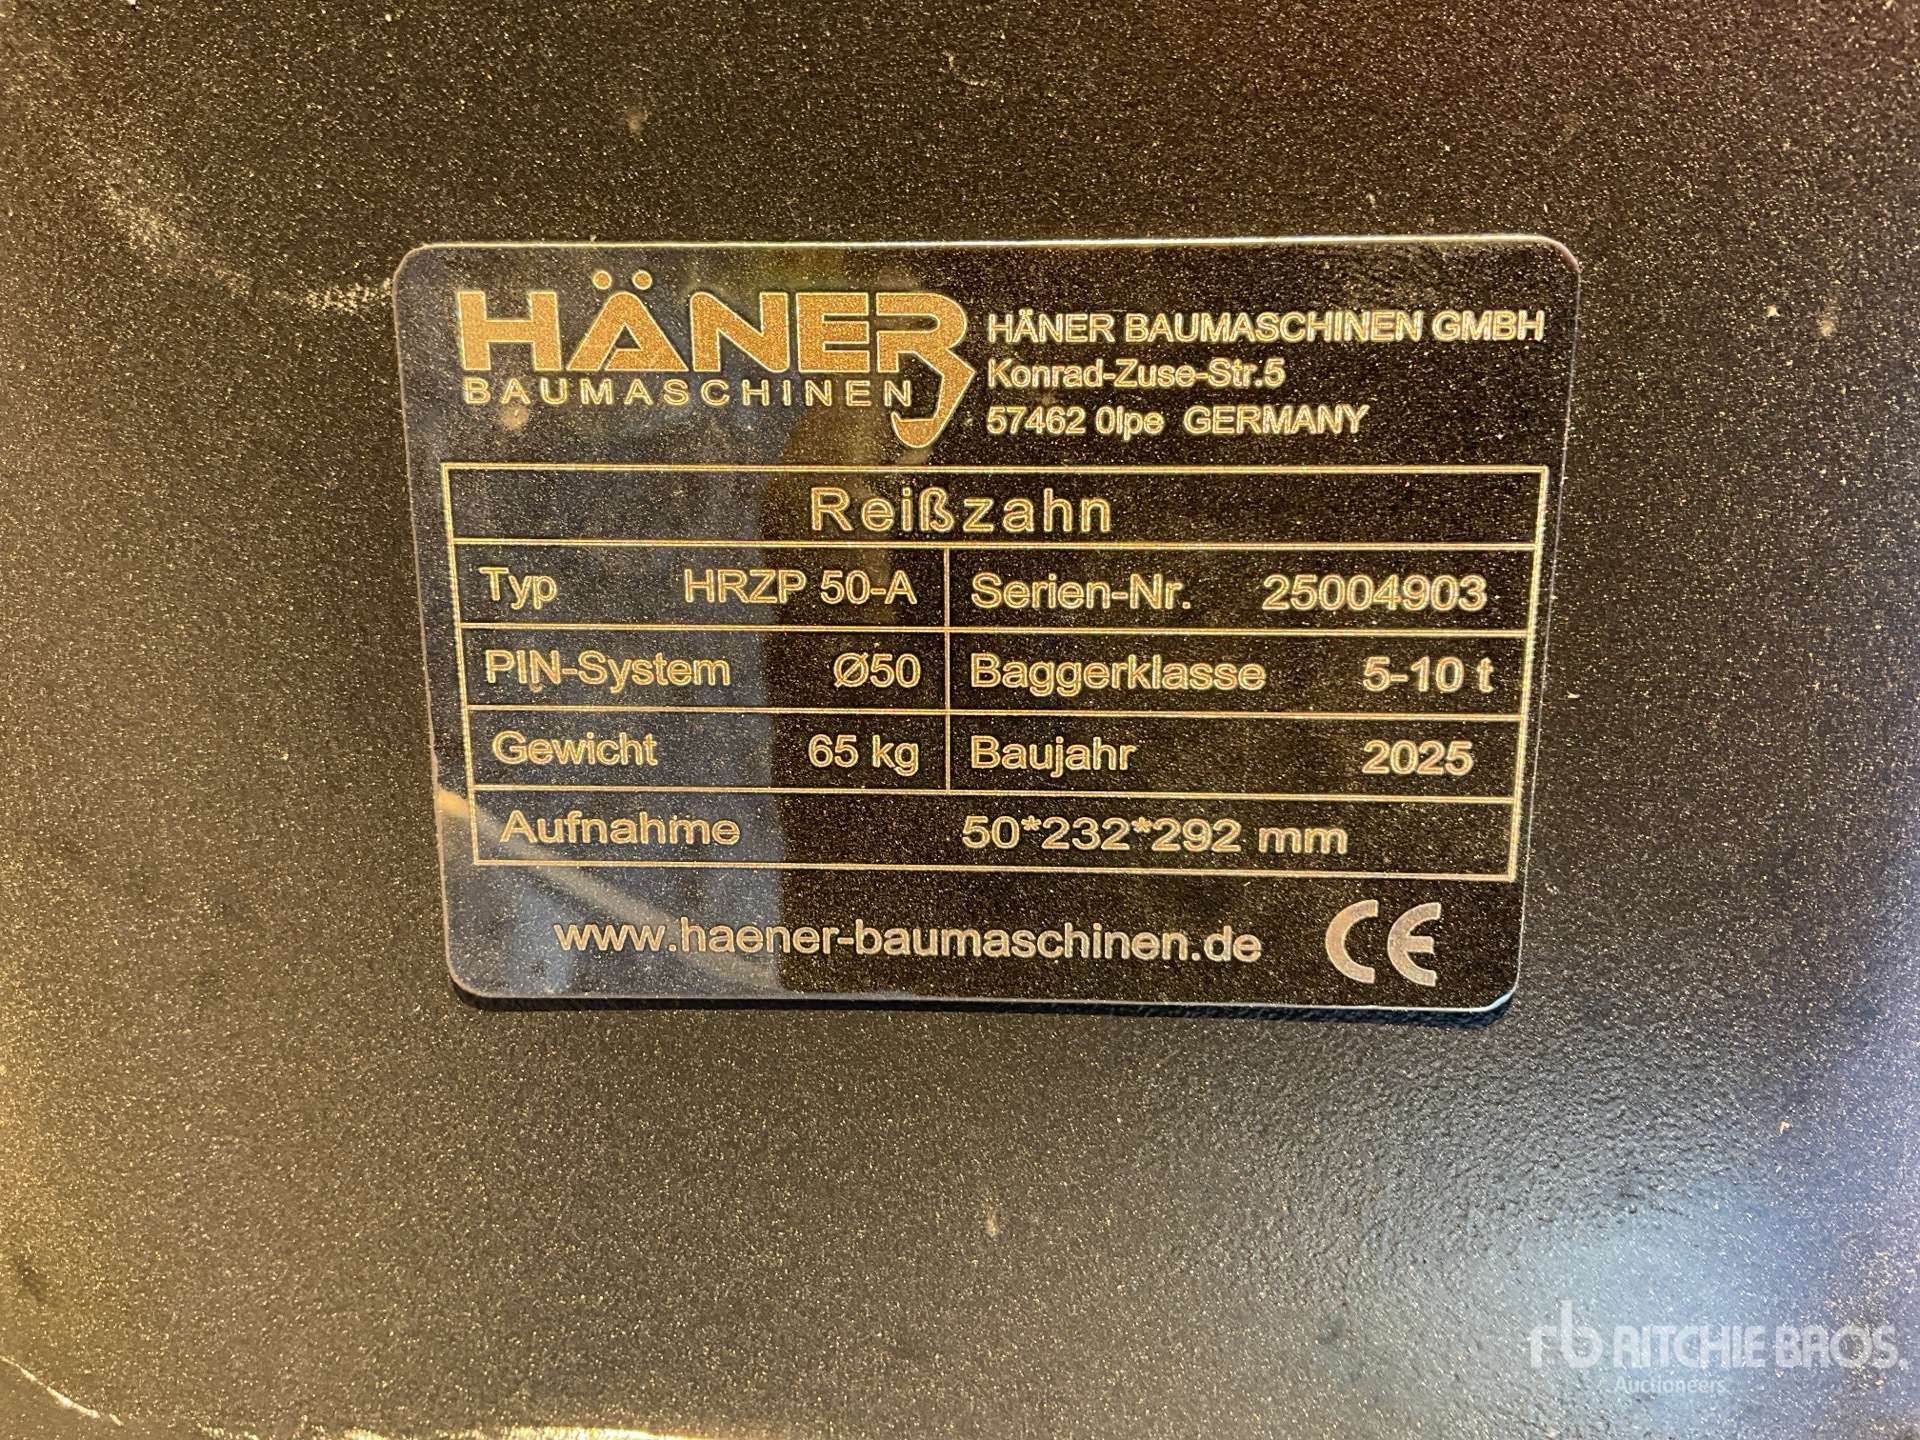 HÄNER
BAUMASCHINEN
HÄNER BAUMASCHINEN GMBH
Konrad-Zuse-Str.5
57462 Olpe GERMANY
Reißzahn
Typ HRZP 50-A Serien-Nr. 25004903
PIN-System Ø50 Baggerklasse 5-10 t
Gewicht 65 kg Baujahr 2025
Aufnahme 50*232*292 mm
www.haener-baumaschinen.de CE
rb RITCHIE BROS.
Auctioneers